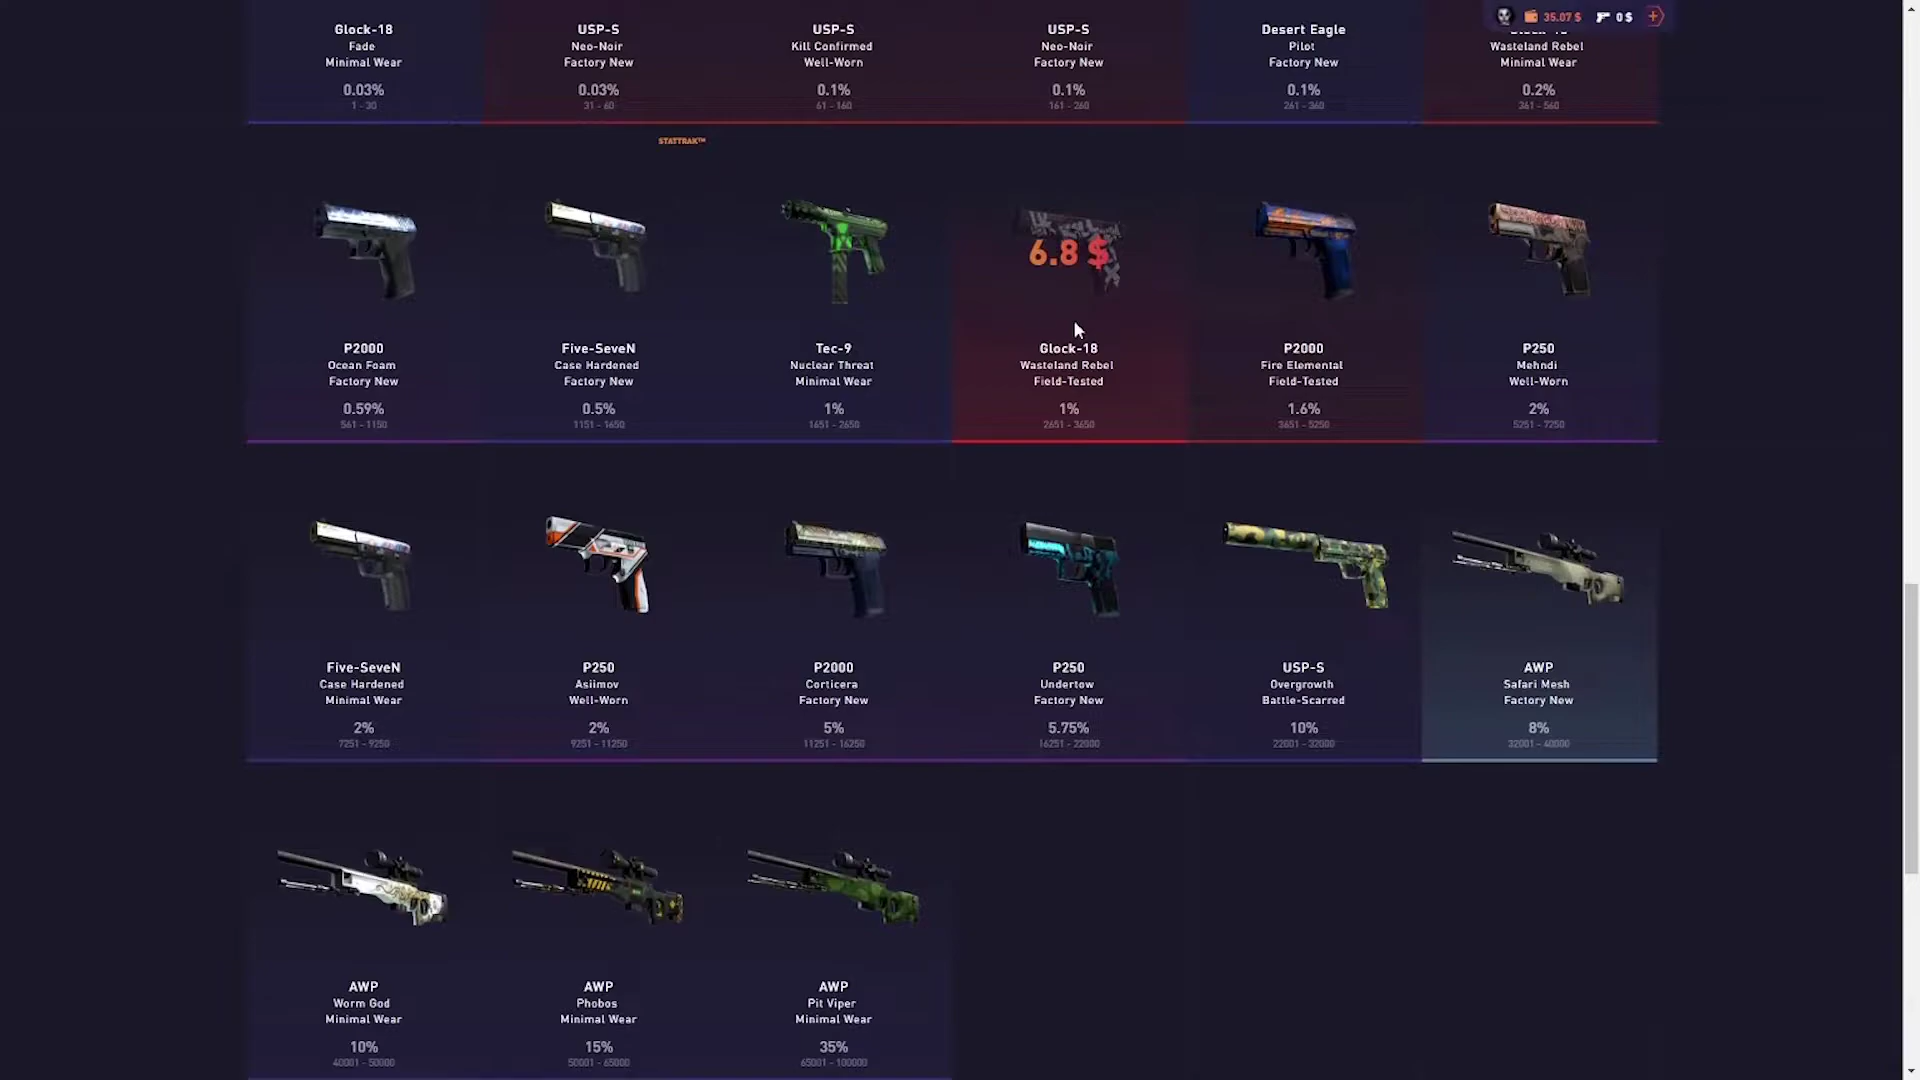 35.07 $ 0 $
Glock-18
Fade
Minimal Wear
0.03%
1 - 30
USP-S
Neo-Noir
Factory New
0.03%
31 - 60
USP-S
Kill Confirmed
Well-Worn
0.1%
61 - 160
USP-S
Neo-Noir
Factory New
0.1%
161 - 260
Desert Eagle
Pilot
Factory New
0.1%
261 - 360
Wasteland Rebel
Minimal Wear
0.2%
361 - 560
P2000
Ocean Foam
Factory New
0.59%
561 - 1150
STATTRAK™
Five-SeveN
Case Hardened
Factory New
0.5%
1151 - 1650
Tec-9
Nuclear Threat
Minimal Wear
1%
1651 - 2650
6.8 $
Glock-18
Wasteland Rebel
Field-Tested
1%
2651 - 3650
P2000
Fire Elemental
Field-Tested
1.6%
3651 - 5250
P250
Mehndi
Well-Worn
2%
5251 - 7250
Five-SeveN
Case Hardened
Minimal Wear
2%
7251 - 9250
P250
Asiimov
Well-Worn
2%
9251 - 11250
P2000
Corticera
Factory New
5%
11251 - 16250
P250
Undertow
Factory New
5.75%
16251 - 22000
USP-S
Overgrowth
Battle-Scarred
10%
22001 - 32000
AWP
Safari Mesh
Factory New
8%
32001 - 40000
AWP
Worm God
Minimal Wear
10%
40001 - 50000
AWP
Phobos
Minimal Wear
15%
50001 - 65000
AWP
Pit Viper
Minimal Wear
35%
65001 - 100000